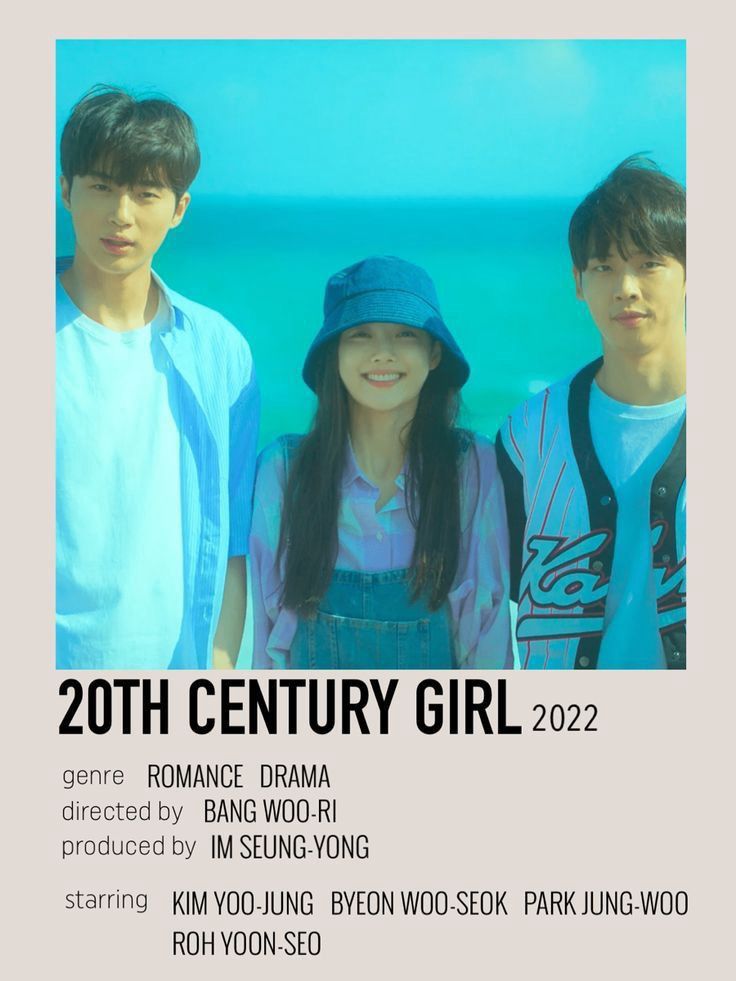 20TH CENTURY GIRL 2022
genre ROMANCE DRAMA
directed by BANG WOO-RI
produced by IM SEUNG-YONG
starring KIM YOO-JUNG BYEON WOO-SEOK PARK JUNG-WOO
ROH YOON-SEO